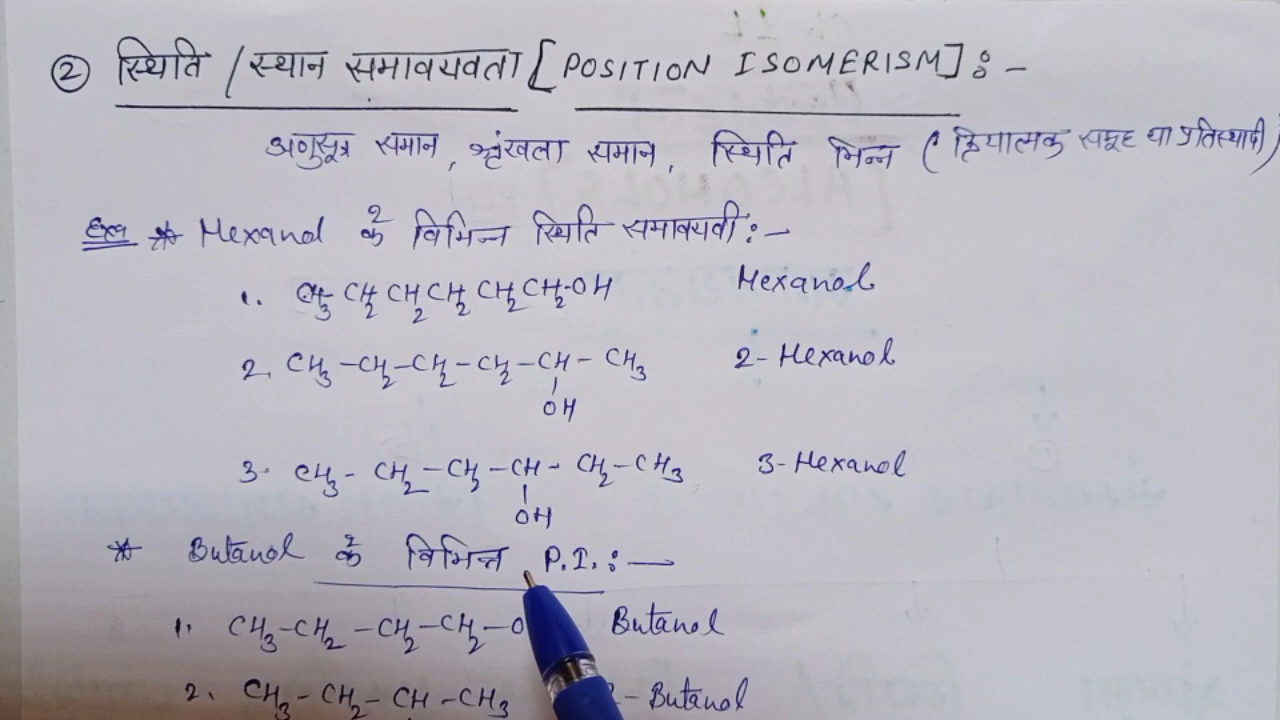 ② स्थिति / स्थान समावयवता [POSITION ISOMERISM] : -
अणुसूत्र समान, श्रृंखला समान, स्थिति भिन्न ( क्रियात्मक समूह या प्रतिस्थापी)
Exa * Hexanol के विभिन्न स्थिति समावयवी : -
1. CH3 CH2 CH2 CH2 CH2 CH2-OH Hexanol
2. CH3 - CH2 - CH2 - CH2 - CH - CH3 2- Hexanol
OH
3. CH3 - CH2 - CH2 - CH - CH2 - CH3 3- Hexanol
OH
* Butanol के विभिन्न P.I. : -
1. CH3 - CH2 - CH2 - CH2 - O Butanol
2. CH3 - CH2 - CH - CH3 - Butanol